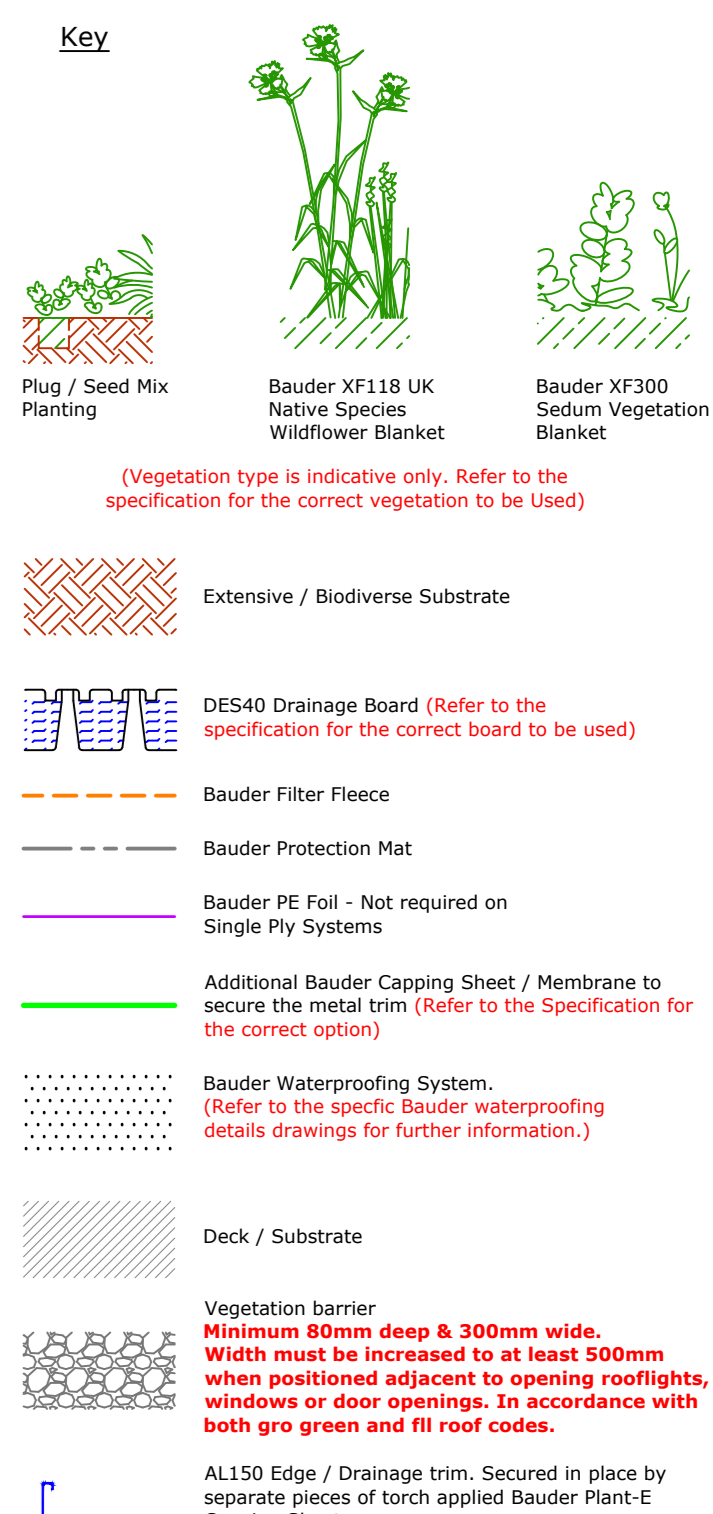 Key
Plug / Seed Mix
Planting
Bauder XF118 UK
Native Species
Wildflower Blanket
Bauder XF300
Sedum Vegetation
Blanket
(Vegetation type is indicative only. Refer to the
specification for the correct vegetation to be Used)
Extensive / Biodiverse Substrate
DES40 Drainage Board (Refer to the
specification for the correct board to be used)
Bauder Filter Fleece
Bauder Protection Mat
Bauder PE Foil - Not required on
Single Ply Systems
Additional Bauder Capping Sheet / Membrane to
secure the metal trim (Refer to the Specification for
the correct option)
Bauder Waterproofing System.
(Refer to the specfic Bauder waterproofing
details drawings for further information.)
Deck / Substrate
Vegetation barrier
Minimum 80mm deep & 300mm wide.
Width must be increased to at least 500mm
when positioned adjacent to opening rooflights,
windows or door openings. In accordance with
both gro green and fll roof codes.
AL150 Edge / Drainage trim. Secured in place by
separate pieces of torch applied Bauder Plant-E